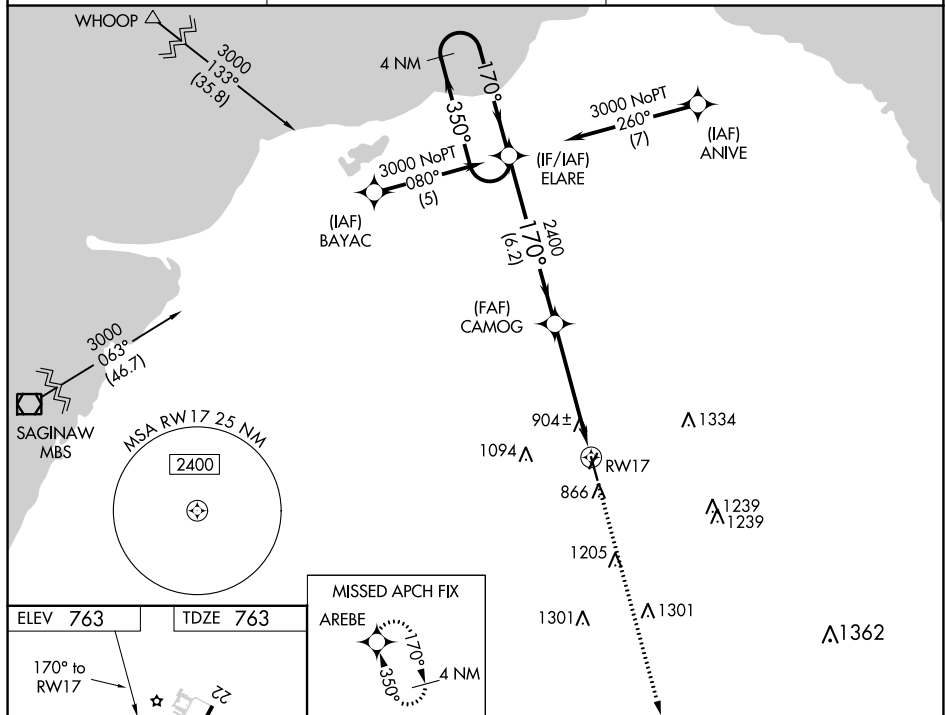 WHOOP
3000
133°
(35.8)
4 NM
170°
350°
3000 NoPT
260°
(7)
(IAF)
ANIVE
(IF/IAF)
ELARE
3000 NoPT
080°
(5)
(IAF)
BAYAC
2400
170°
(6.2)
(FAF)
CAMOG
3000
063°
(46.7)
SAGINAW
MBS
MSA RW17 25 NM
2400
904±
1334
1094
RW17
866
1239
1239
1205
1301
1301
1362
MISSED APCH FIX
AREBE
170°
350°
4 NM
ELEV 763
TDZE 763
170° to
RW17
22